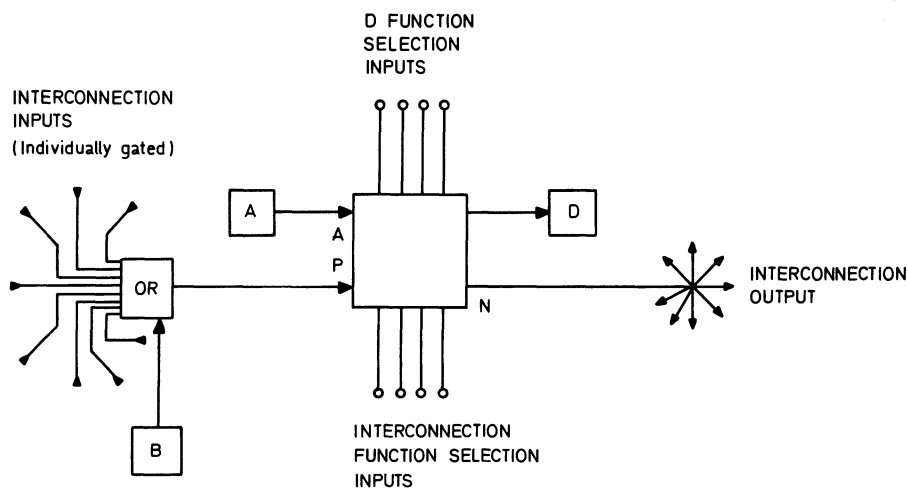 D FUNCTION
SELECTION
INPUTS
INTERCONNECTION
INPUTS
(Individually gated)
A
D
A
P
OR
N
INTERCONNECTION
OUTPUT
B
INTERCONNECTION
FUNCTION SELECTION
INPUTS